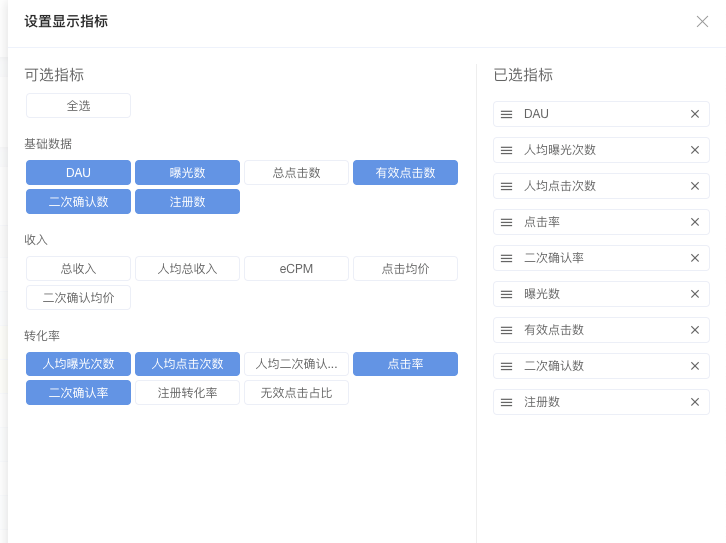 设置显示指标
可选指标
全选
基础数据
DAU 曝光数 总点击数 有效点击数
二次确认数 注册数
收入
总收入 人均总收入 eCPM 点击均价
二次确认均价
转化率
人均曝光次数 人均点击次数 人均二次确认... 点击率
二次确认率 注册转化率 无效点击占比
已选指标
DAU
人均曝光次数
人均点击次数
点击率
二次确认率
曝光数
有效点击数
二次确认数
注册数